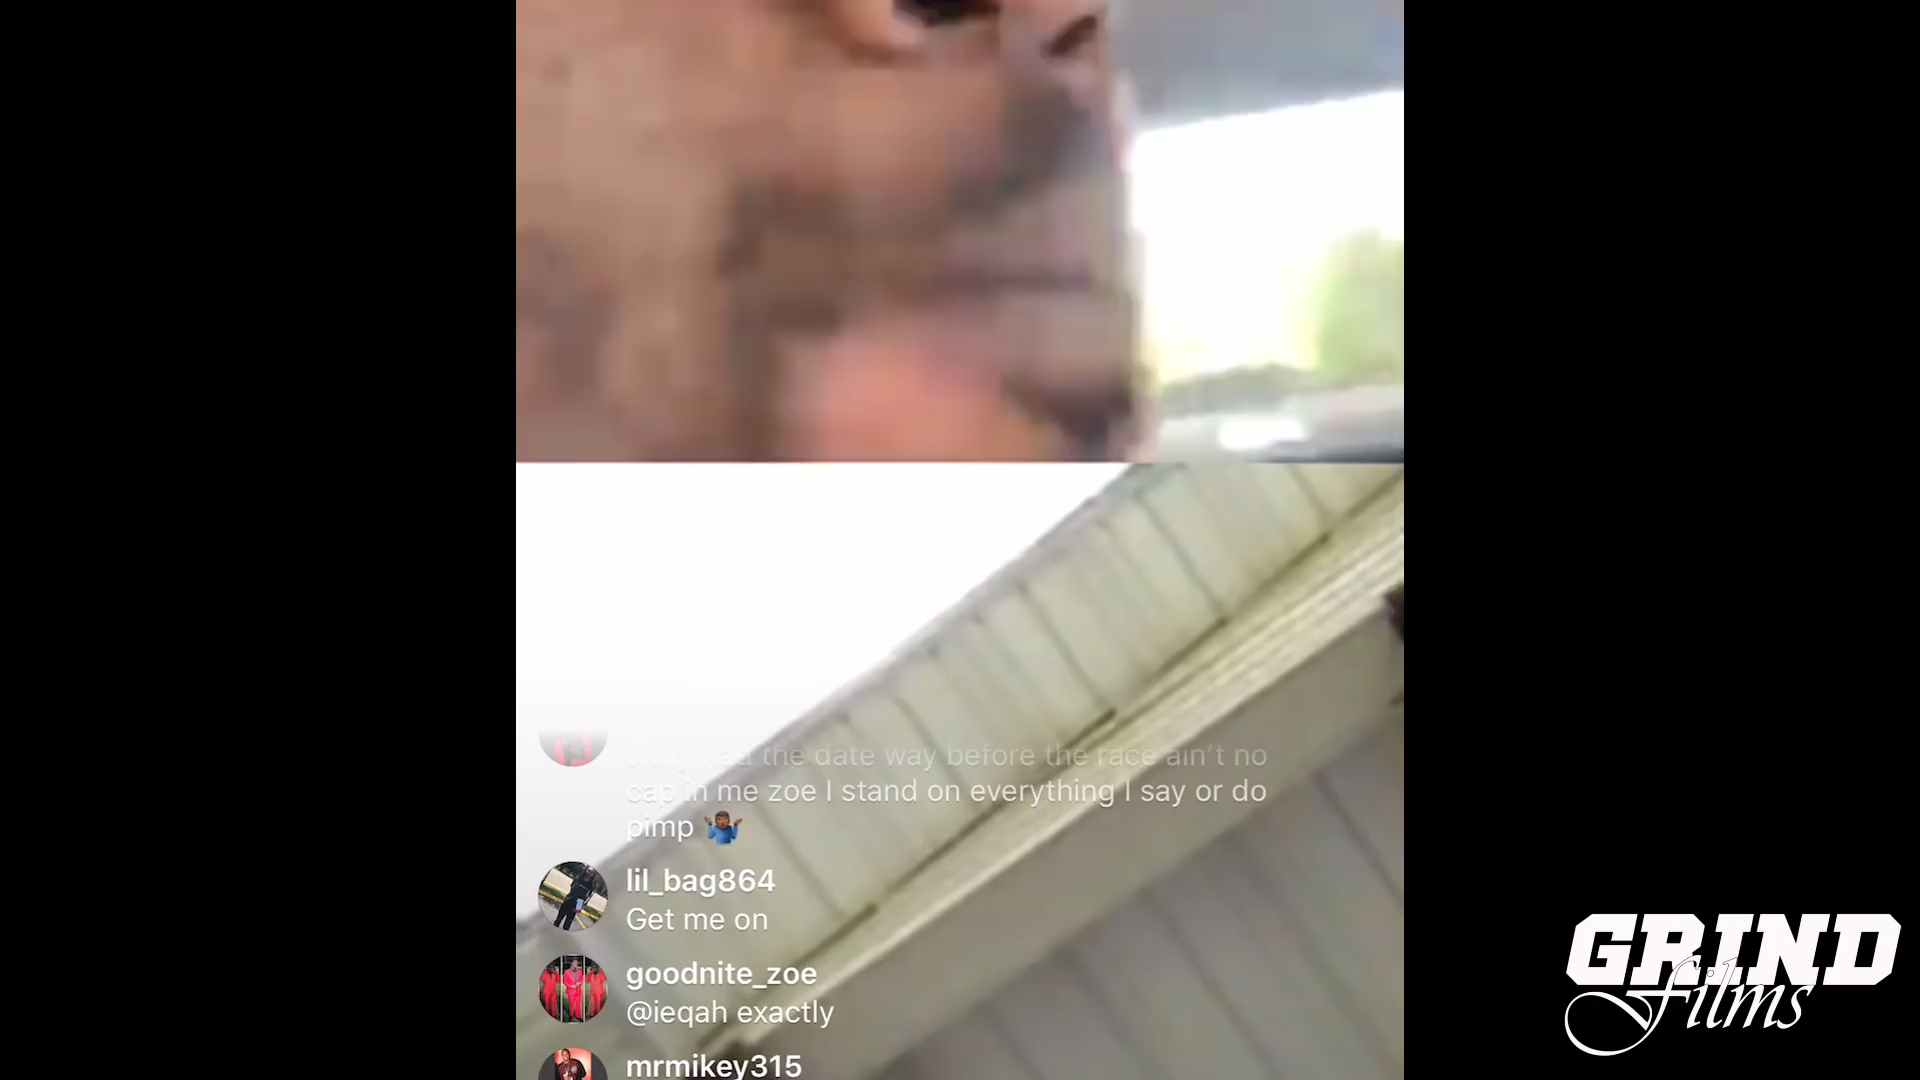 the date way before the race ain't no
cap in me zoe I stand on everything I say or do
pimp 🤷🏾‍♂️
lil_bag864
Get me on
goodnite_zoe
@ieqah exactly
mrmikey315
GRIND
Films